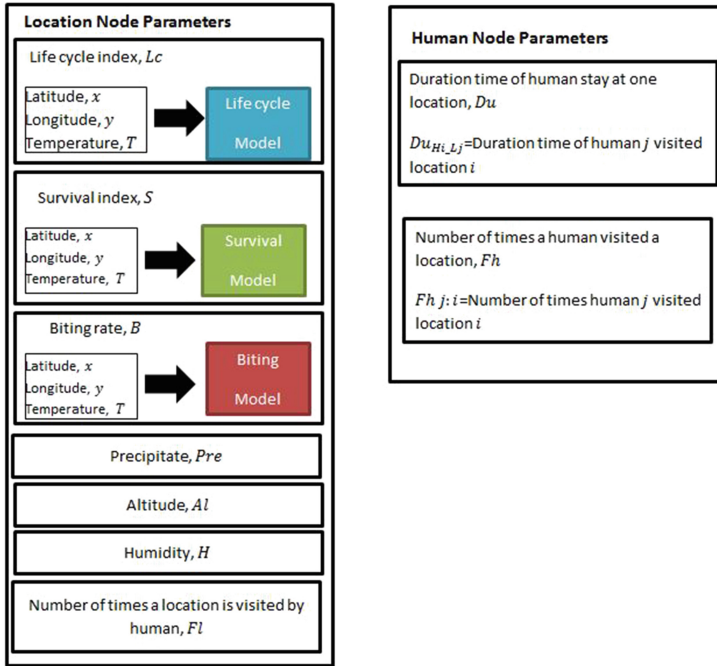 Location Node Parameters
Life cycle index, Lc
Latitude, x
Longitude, y
Temperature, T
Life cycle
Model
Survival index, S
Latitude, x
Longitude, y
Temperature, T
Survival
Model
Biting rate, B
Latitude, x
Longitude, y
Temperature, T
Biting
Model
Precipitate, Pre
Altitude, Al
Humidity, H
Number of times a location is visited by
human, Fl
Human Node Parameters
Duration time of human stay at one
location, Du
Du_{Hi_Lj}=Duration time of human j visited
location i
Number of times a human visited a
location, Fh
Fh j: i=Number of times human j visited
location i